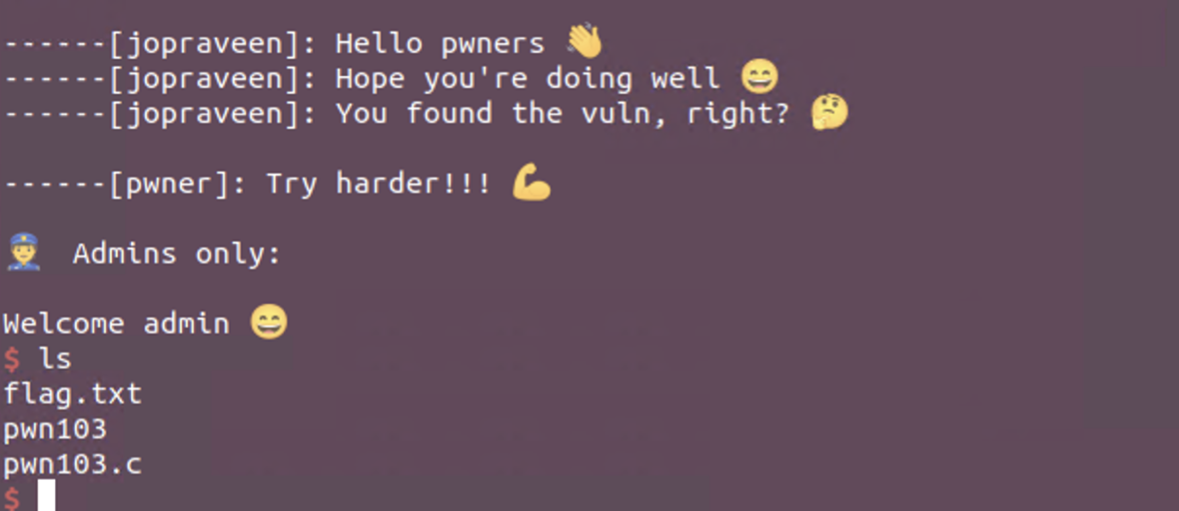 ------[jopraveen]: Hello pwners 👋
------[jopraveen]: Hope you're doing well 😄
------[jopraveen]: You found the vuln, right? 🤔
------[pwner]: Try harder!!! 💪
👮 Admins only:
Welcome admin 😄
$ ls
flag.txt
pwn103
pwn103.c
$